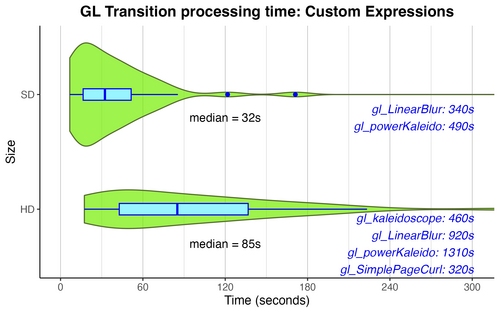 GL Transition processing time: Custom Expressions
Size
SD
median = 32s
gl_LinearBlur: 340s
gl_powerKaleido: 490s
HD
median = 85s
gl_kaleidoscope: 460s
gl_LinearBlur: 920s
gl_powerKaleido: 1310s
gl_SimplePageCurl: 320s
0 60 120 180 240 300
Time (seconds)